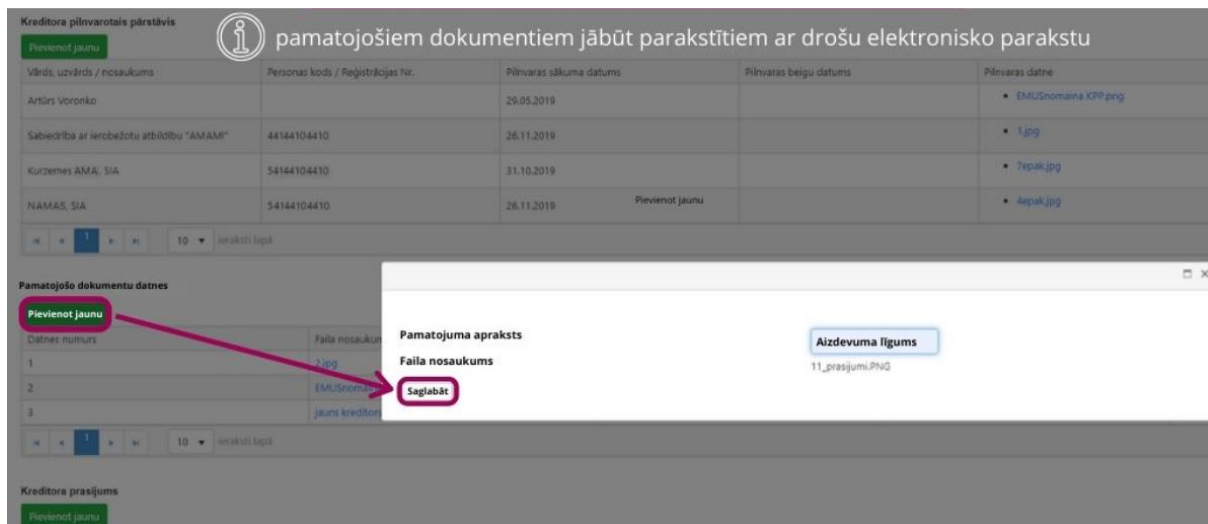 Kreditora pilnvarotais pārstāvis
Pievienot jaunu
pamatojošiem dokumentiem jābūt parakstītiem ar drošu elektronisko parakstu
Vārds, uzvārds / nosaukums Personas kods / Reģistrācijas Nr. Pilnvaras sākuma datums Pilnvaras beigu datums Pilnvaras datne
Artūrs Voronko 29.05.2019 EMUSnomaina KPP.png
Sabiedrība ar ierobežotu atbildību "AMAMI" 44144104410 26.11.2019 1.jpg
Kurzemes AMA, SIA 54144104410 31.10.2019 7epak.jpg
NAMAS, SIA 54144104410 26.11.2019 Pievienot jaunu 4epak.jpg
1 10 ieraksti lapā
Pamatojošo dokumentu datnes
Pievienot jaunu
Datnes numurs Faila nosaukum
1 2.jpg
2
3 jauns kreditors
Pamatojuma apraksts Aizdevuma līgums
Faila nosaukums 11_prasijumi.PNG
Saglabāt
1 10 ieraksti lapā
Kreditora prasījums
Pievienot jaunu